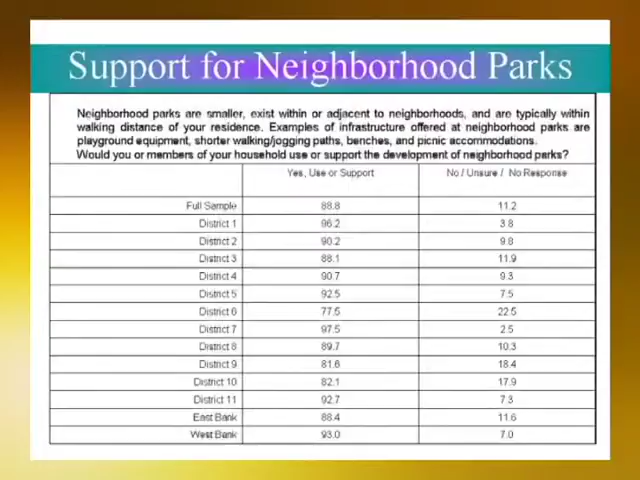 Support for Neighborhood Parks
Neighborhood parks are smaller, exist within or adjacent to neighborhoods, and are typically within
walking distance of your residence. Examples of infrastructure offered at neighborhood parks are
playground equipment, shorter walking/jogging paths, benches, and picnic accommodations.
Would you or members of your household use or support the development of neighborhood parks?
Yes, Use or Support No / Unsure / No Response
Full Sample 88.8 11.2
District 1 96.2 3.8
District 2 90.2 9.8
District 3 88.1 11.9
District 4 90.7 9.3
District 5 92.5 7.5
District 6 77.5 22.5
District 7 97.5 2.5
District 8 89.7 10.3
District 9 81.6 18.4
District 10 82.1 17.9
District 11 92.7 7.3
East Bank 88.4 11.6
West Bank 93.0 7.0